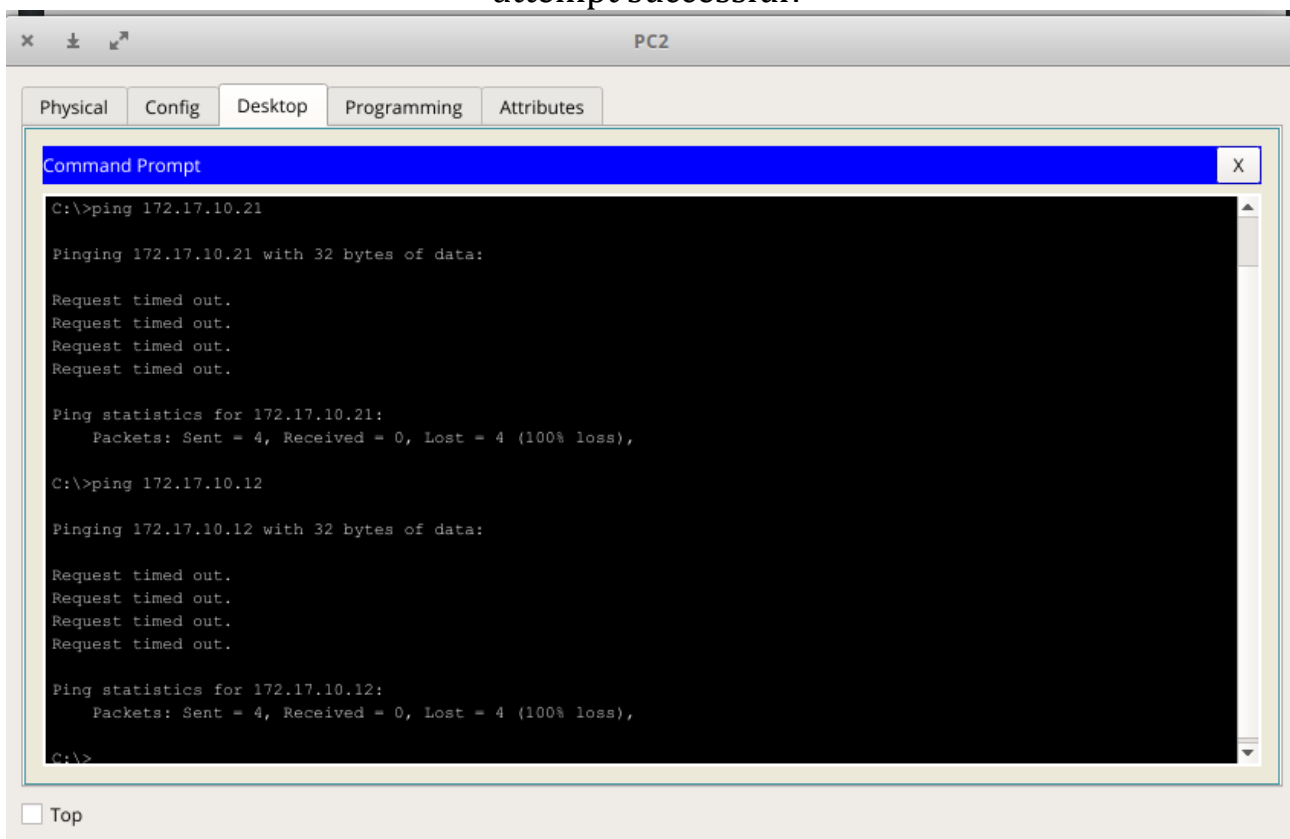 attempt successful.
PC2
Physical Config Desktop Programming Attributes
Command Prompt X
C:\>ping 172.17.10.21
Pinging 172.17.10.21 with 32 bytes of data:
Request timed out.
Request timed out.
Request timed out.
Request timed out.
Ping statistics for 172.17.10.21:
Packets: Sent = 4, Received = 0, Lost = 4 (100% loss),
C:\>ping 172.17.10.12
Pinging 172.17.10.12 with 32 bytes of data:
Request timed out.
Request timed out.
Request timed out.
Request timed out.
Ping statistics for 172.17.10.12:
Packets: Sent = 4, Received = 0, Lost = 4 (100% loss),
C:\>
Top